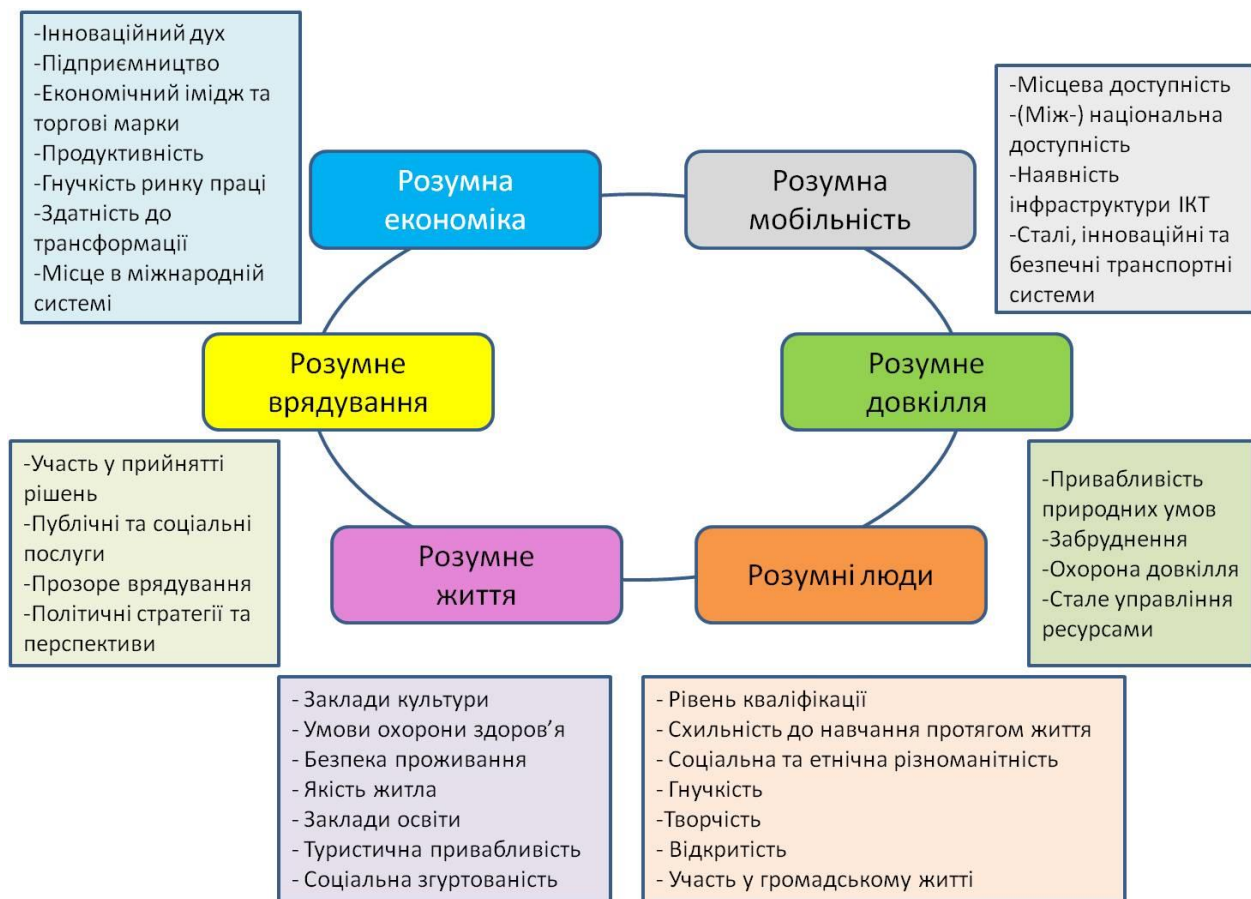 -Інноваційний дух
-Підприємництво
-Економічний імідж та
торгові марки
-Продуктивність
-Гнучкість ринку праці
-Здатність до
трансформації
-Місце в міжнародній
системі
Розумна
економіка
Розумна
мобільність
-Місцева доступність
-(Між-) національна
доступність
-Наявність
інфраструктури ІКТ
-Сталі, інноваційні та
безпечні транспортні
системи
Розумне
врядування
Розумне
довкілля
-Участь у прийнятті
рішень
-Публічні та соціальні
послуги
-Прозоре врядування
-Політичні стратегії та
перспективи
Розумне
життя
Розумні люди
-Привабливість
природних умов
-Забруднення
-Охорона довкілля
-Стале управління
ресурсами
- Заклади культури
- Умови охорони здоров’я
- Безпека проживання
- Якість житла
- Заклади освіти
- Туристична привабливість
- Соціальна згуртованість
- Рівень кваліфікації
- Схильність до навчання протягом життя
- Соціальна та етнічна різноманітність
- Гнучкість
-Творчість
- Відкритість
- Участь у громадському житті